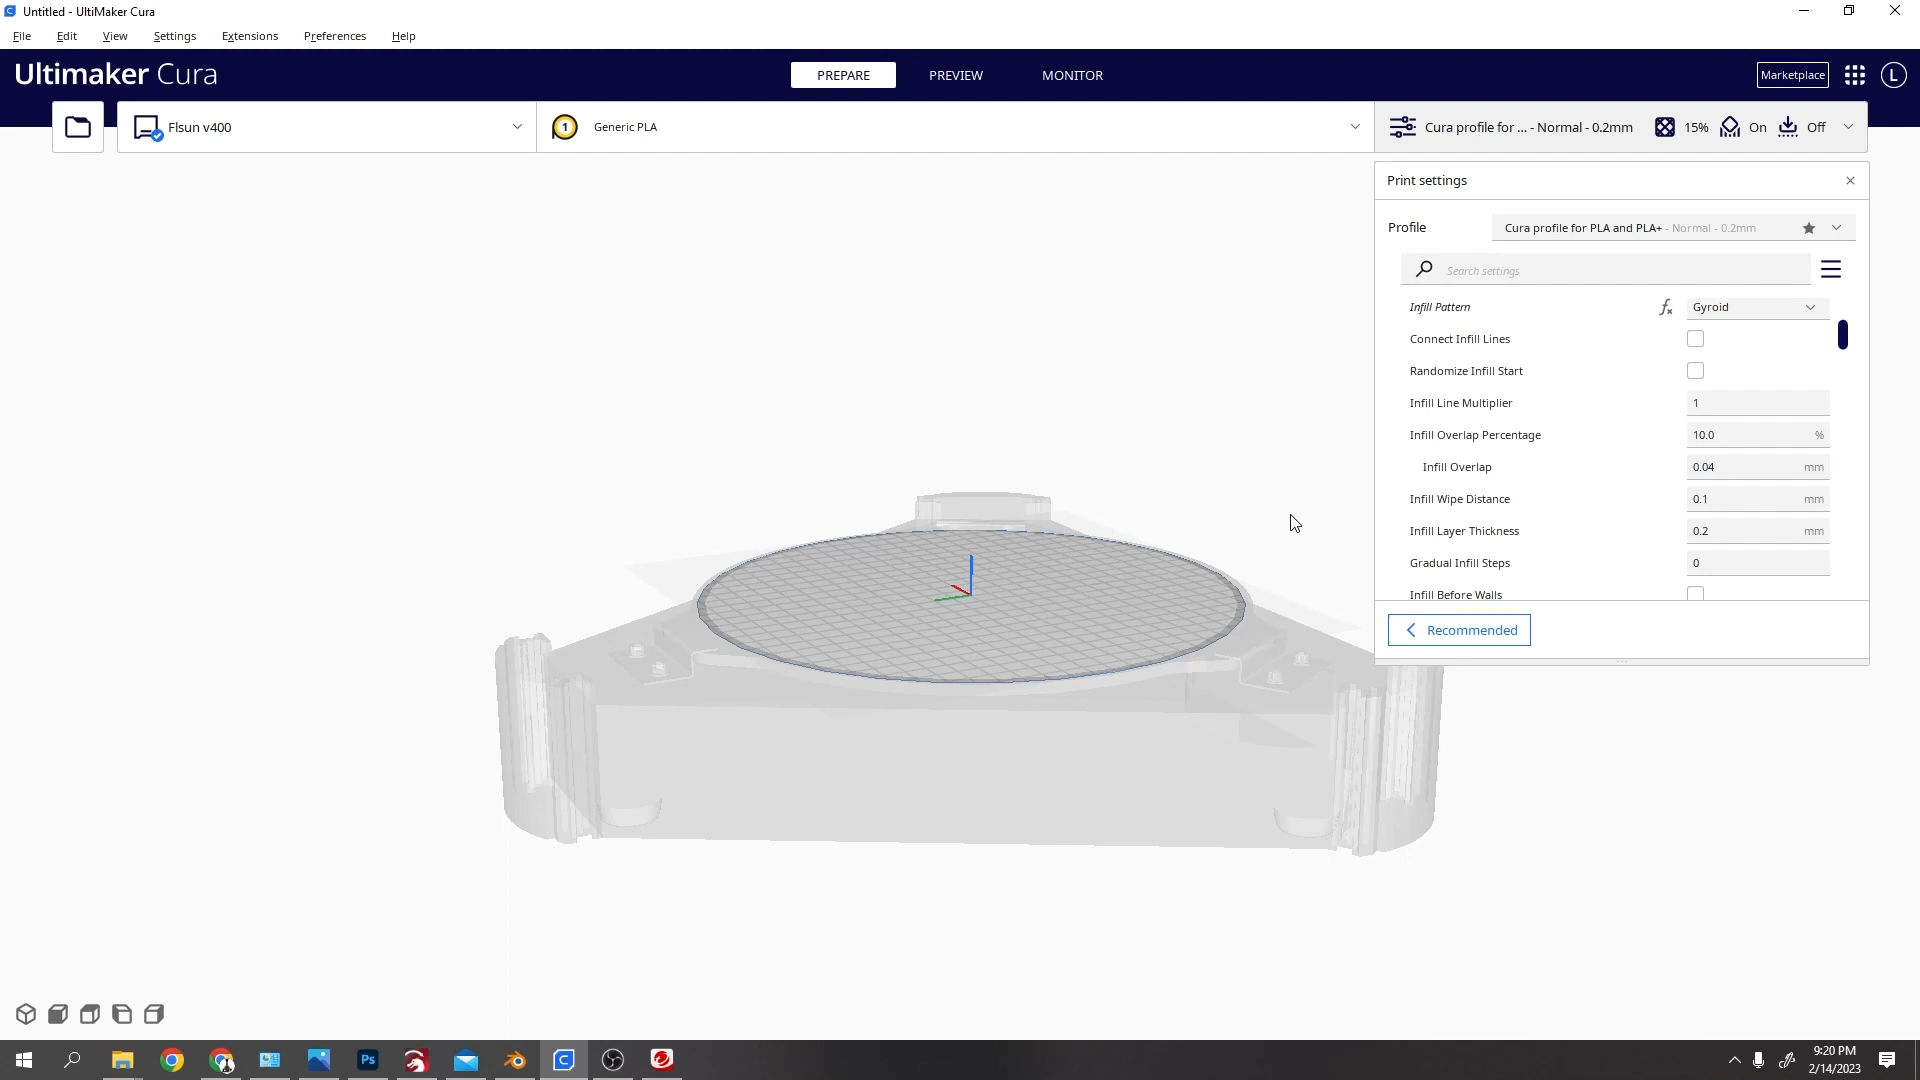 Untitled - UltiMaker Cura
File Edit View Settings Extensions Preferences Help
Ultimaker Cura
PREPARE PREVIEW MONITOR
Marketplace
L
Flsun v400
1 Generic PLA
Cura profile for ... - Normal - 0.2mm 15% On Off
Print settings
Profile
Cura profile for PLA and PLA+ - Normal - 0.2mm
Search settings
Infill Pattern Gyroid
Connect Infill Lines
Randomize Infill Start
Infill Line Multiplier 1
Infill Overlap Percentage 10.0 %
Infill Overlap 0.04 mm
Infill Wipe Distance 0.1 mm
Infill Layer Thickness 0.2 mm
Gradual Infill Steps 0
Infill Before Walls
Recommended
Ps
C
9:20 PM
2/14/2023